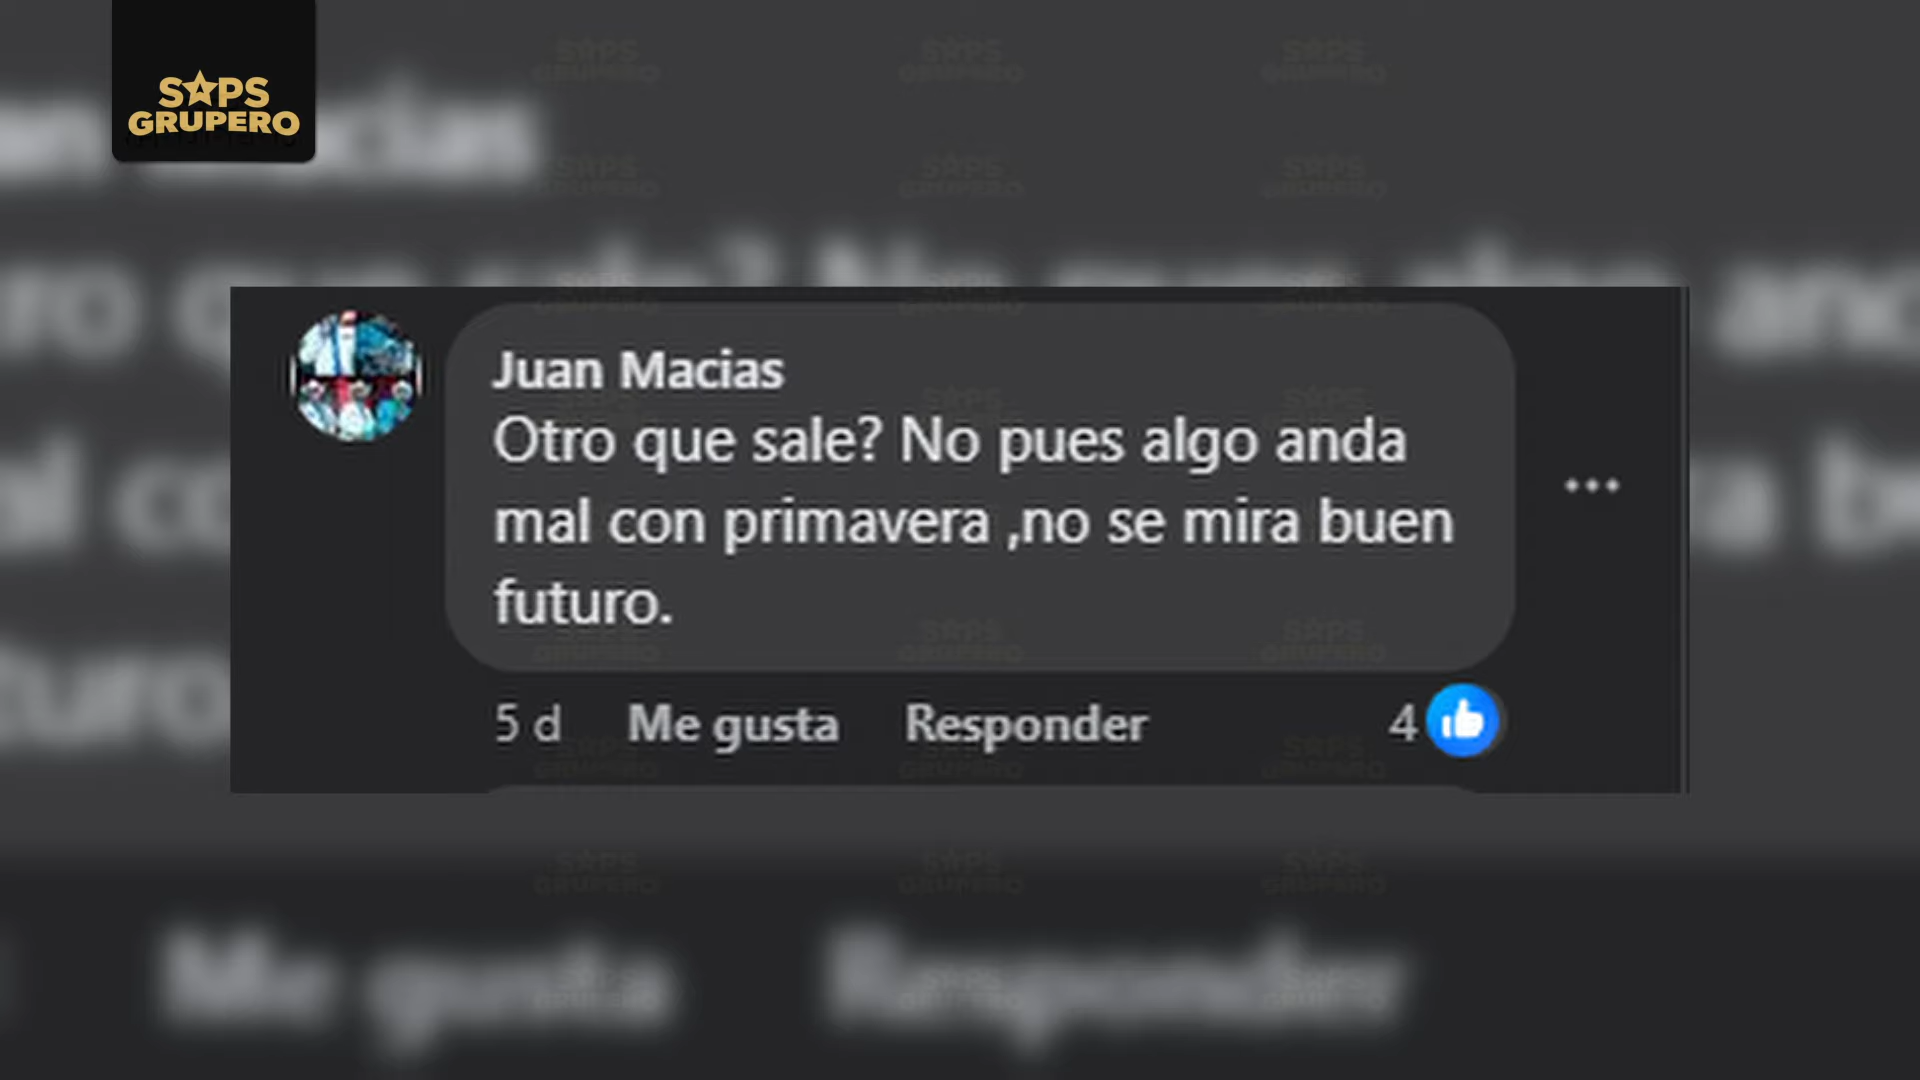 SAPS
GRUPERO
Juan Macias
Otro que sale? No pues algo anda
mal con primavera ,no se mira buen
futuro.
5 d Me gusta Responder 4